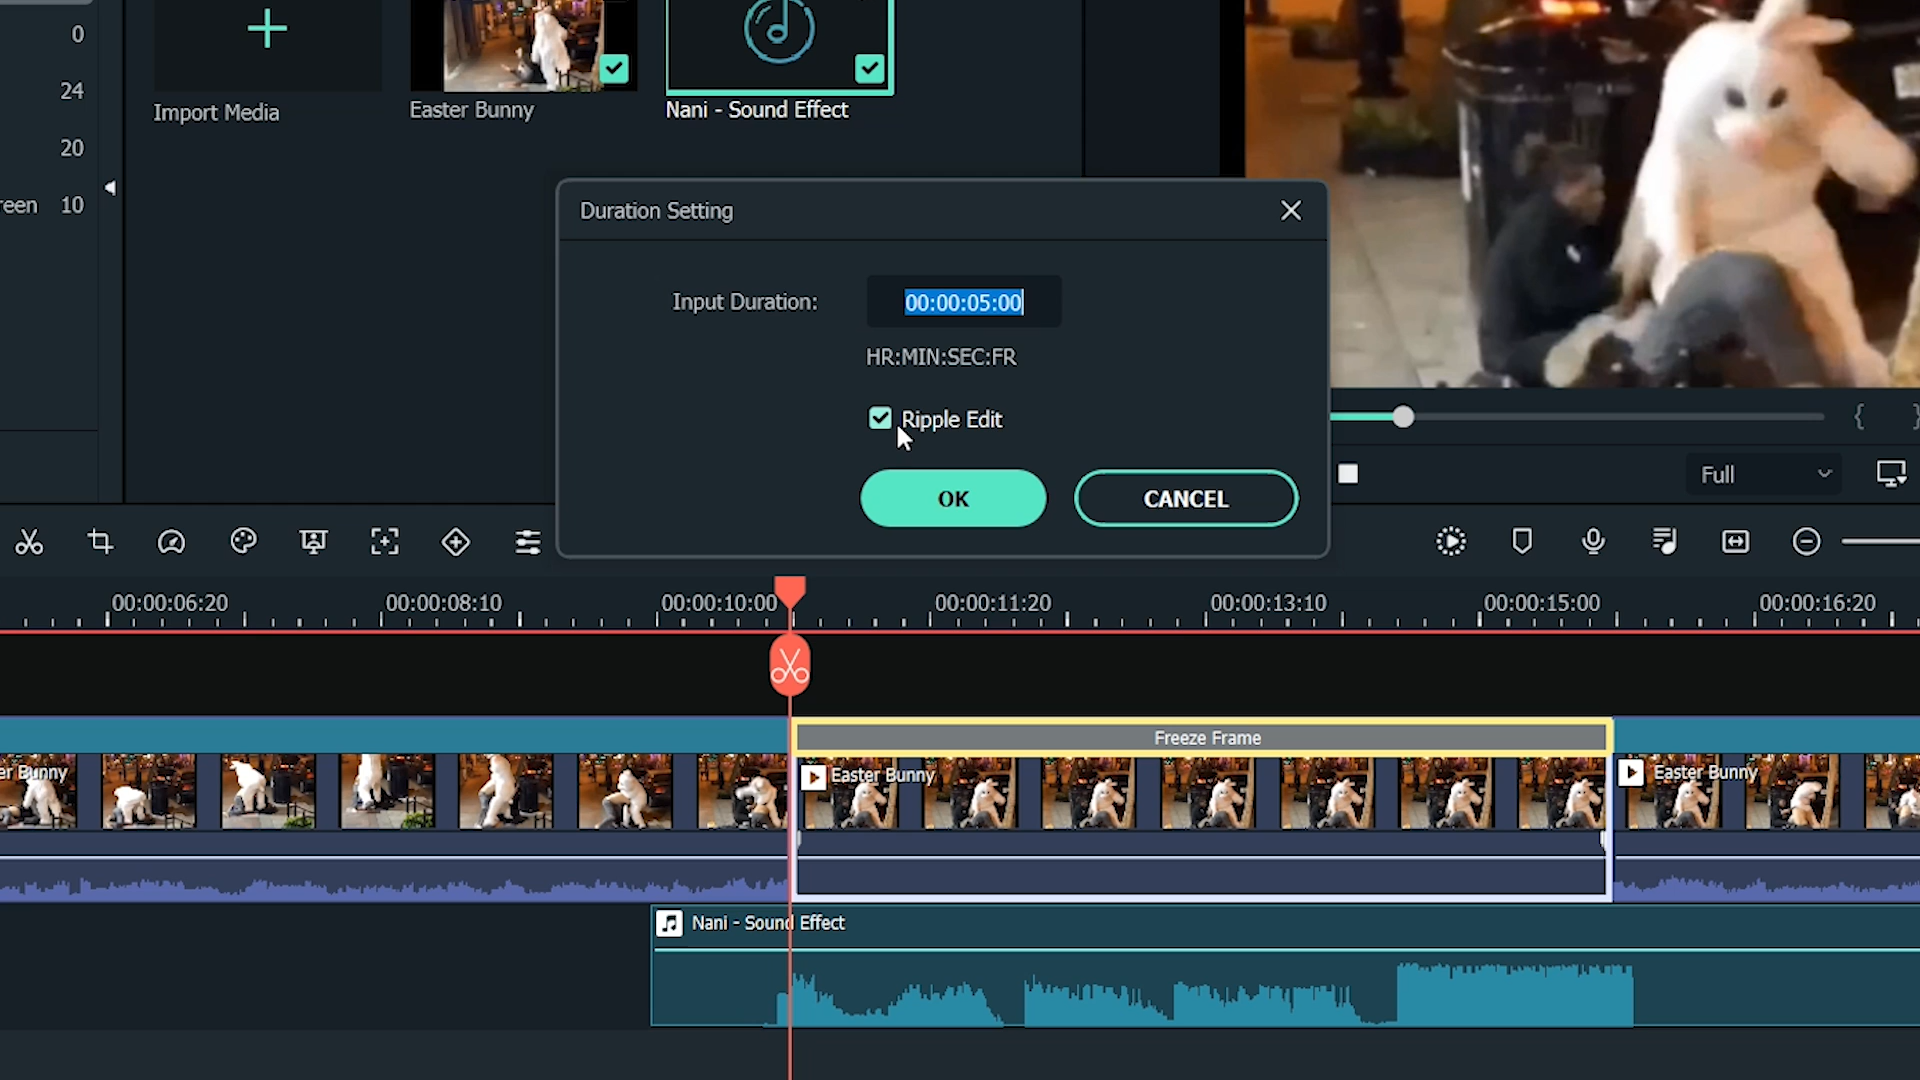 0
24
20
reen 10
Import Media
Easter Bunny
Nani - Sound Effect
Duration Setting
Input Duration: 00:00:05:00
HR:MIN:SEC:FR
Ripple Edit
OK CANCEL
Full
00:00:06:20 00:00:08:10 00:00:10:00 00:00:11:20 00:00:13:10 00:00:15:00 00:00:16:20
Freeze Frame
er Bunny Easter Bunny Easter Bunny
Nani - Sound Effect